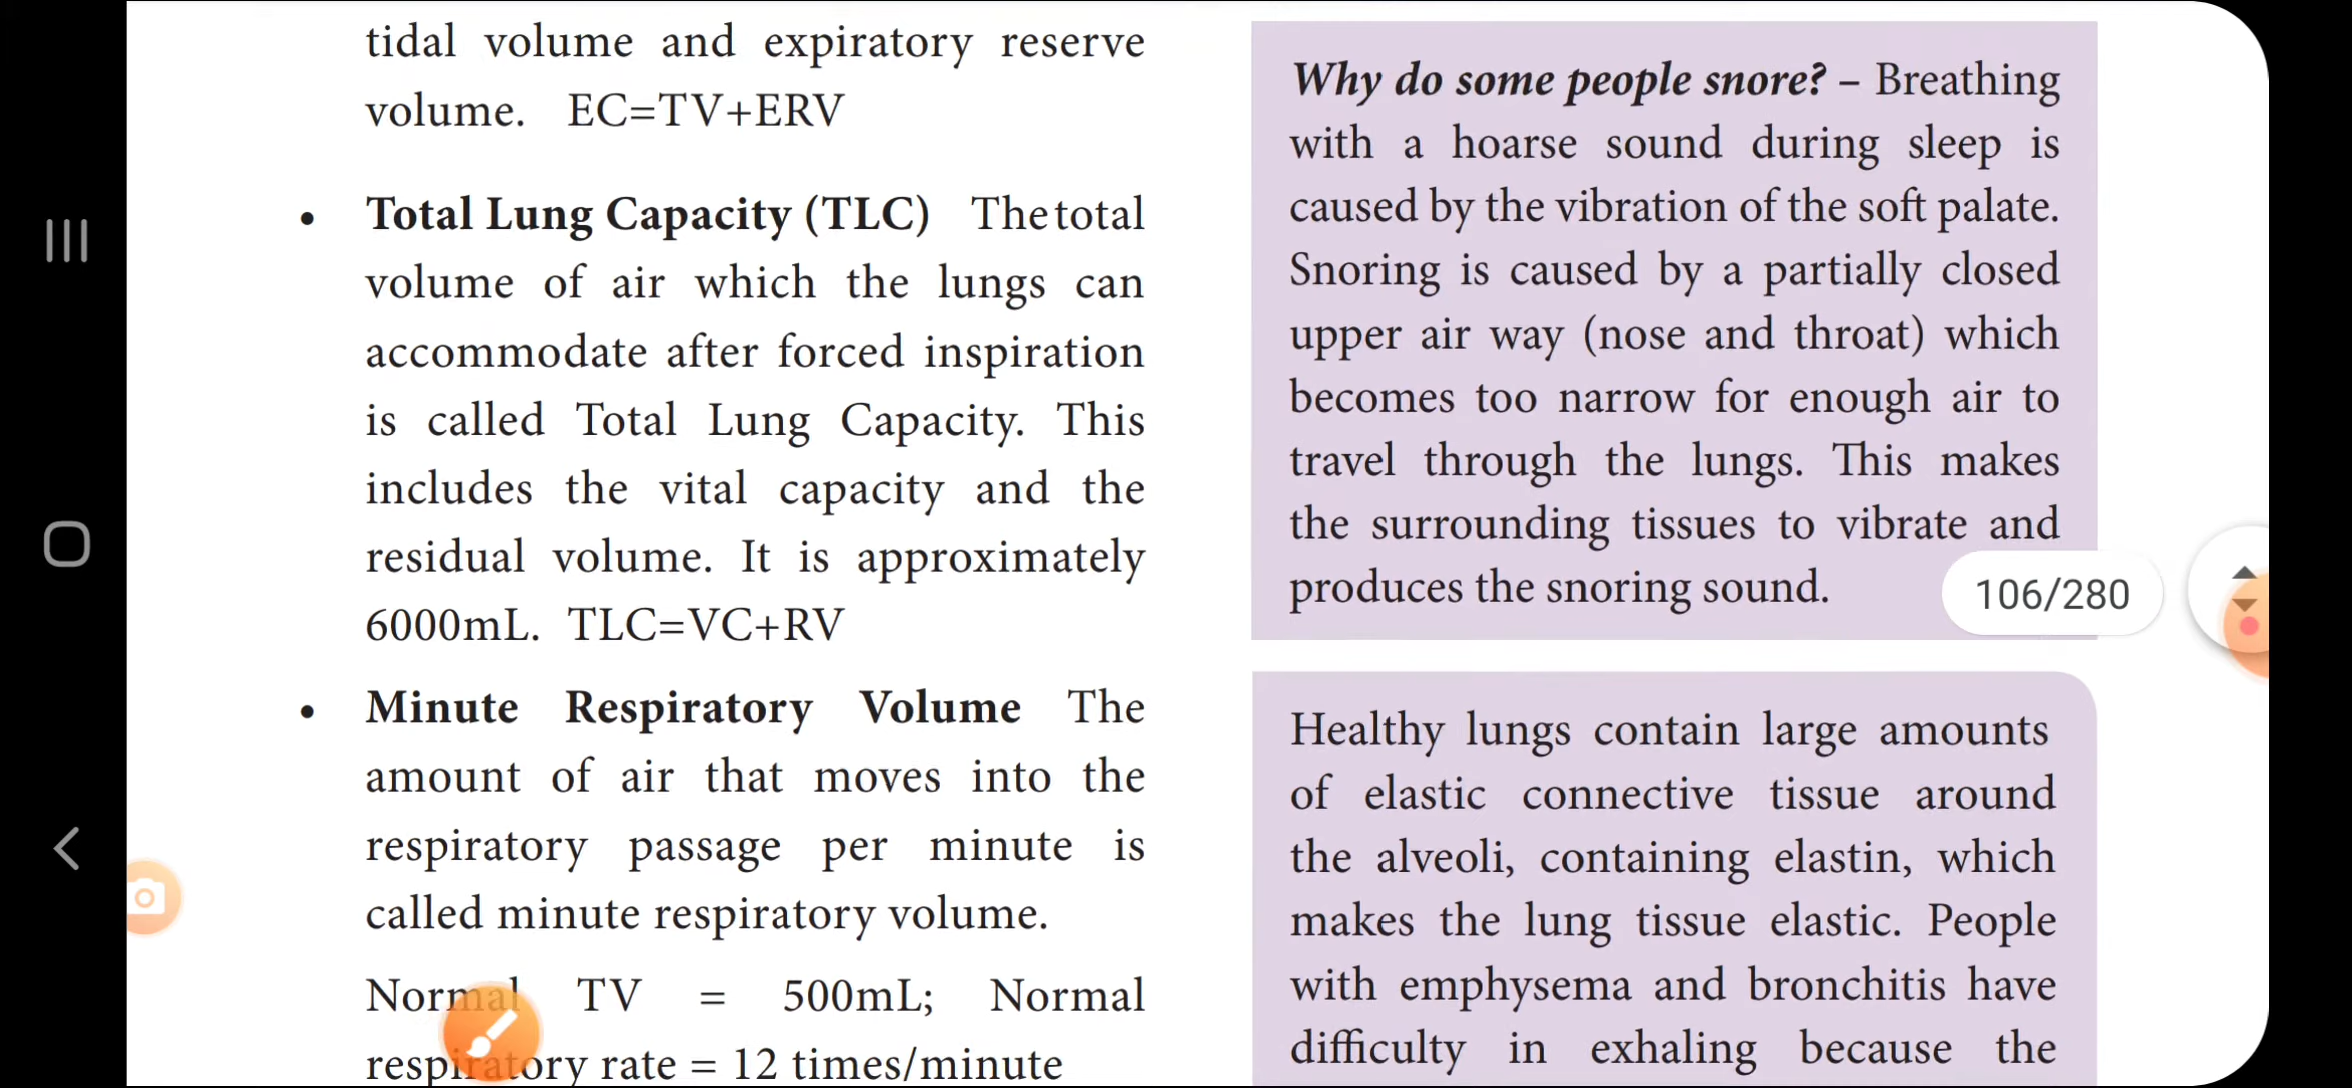 tidal volume and expiratory reserve
volume. EC=TV+ERV
• Total Lung Capacity (TLC) The total
volume of air which the lungs can
accommodate after forced inspiration
is called Total Lung Capacity. This
includes the vital capacity and the
residual volume. It is approximately
6000mL. TLC=VC+RV
• Minute Respiratory Volume The
amount of air that moves into the
respiratory passage per minute is
called minute respiratory volume.
Normal TV = 500mL; Normal
respiratory rate = 12 times/minute
Why do some people snore? – Breathing
with a hoarse sound during sleep is
caused by the vibration of the soft palate.
Snoring is caused by a partially closed
upper air way (nose and throat) which
becomes too narrow for enough air to
travel through the lungs. This makes
the surrounding tissues to vibrate and
produces the snoring sound.
106/280
Healthy lungs contain large amounts
of elastic connective tissue around
the alveoli, containing elastin, which
makes the lung tissue elastic. People
with emphysema and bronchitis have
difficulty in exhaling because the